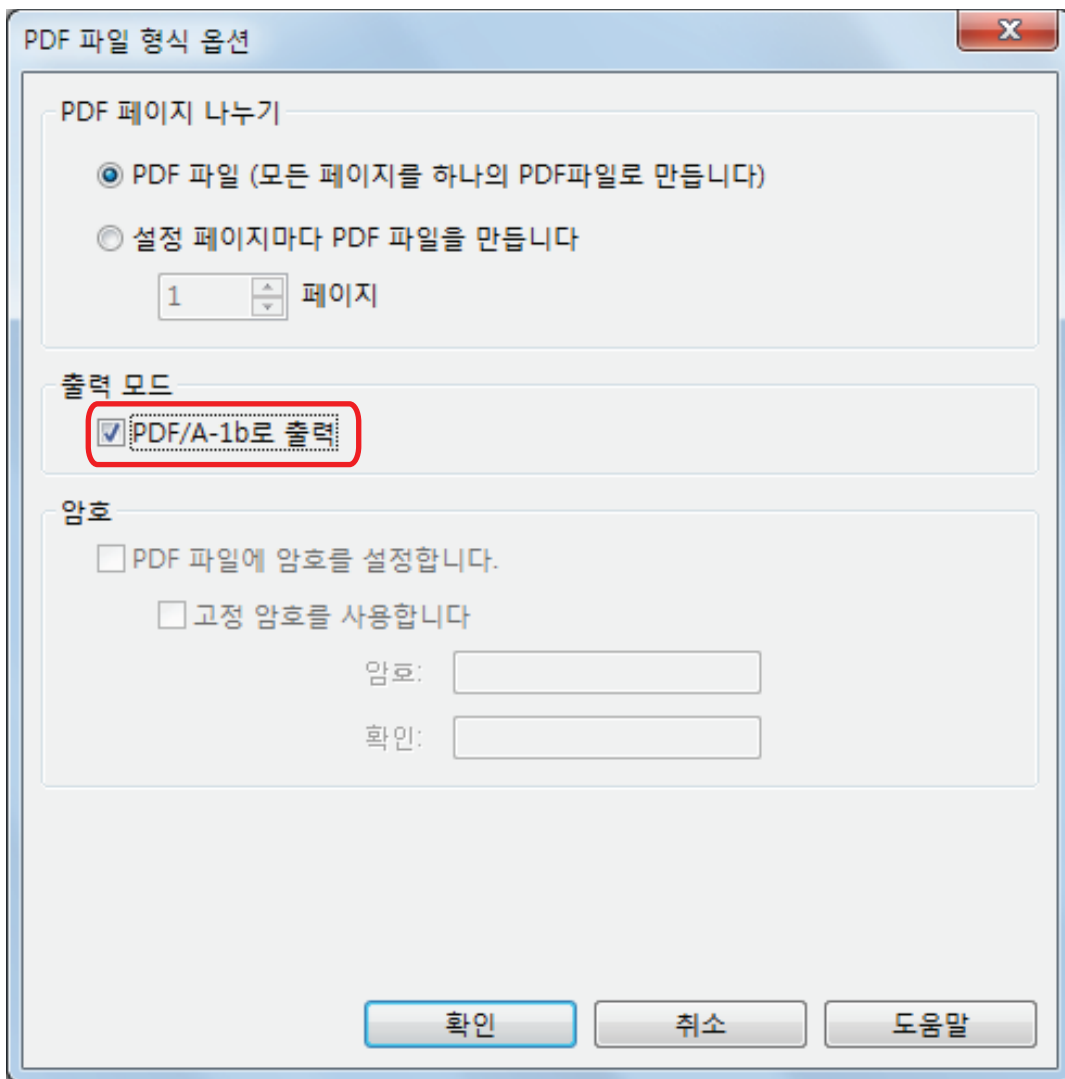 PDF 파일 형식 옵션
PDF 페이지 나누기
PDF 파일 (모든 페이지를 하나의 PDF파일로 만듭니다)
설정 페이지마다 PDF 파일을 만듭니다
1 페이지
출력 모드
PDF/A-1b로 출력
암호
PDF 파일에 암호를 설정합니다.
고정 암호를 사용합니다
암호:
확인:
확인 취소 도움말